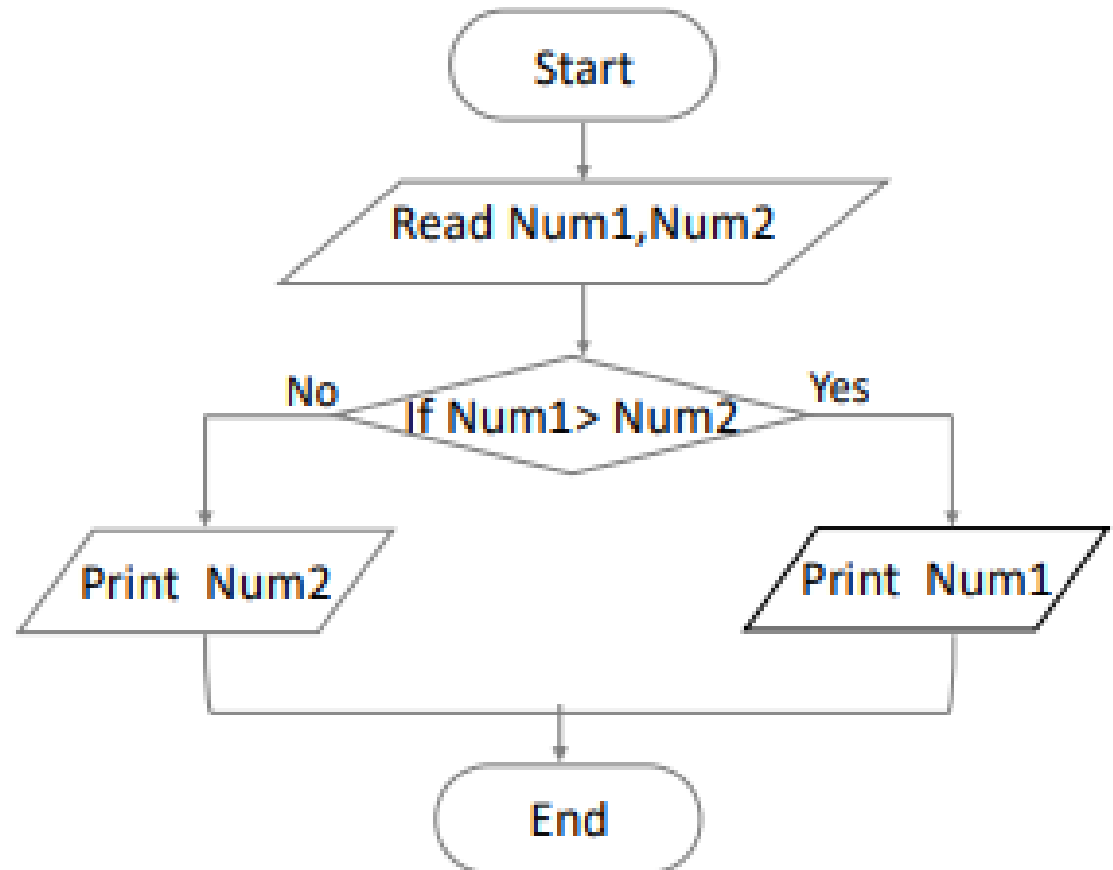 Start
Read Num1,Num2
No
Yes
If Num1> Num2
Print Num2
Print Num1
End